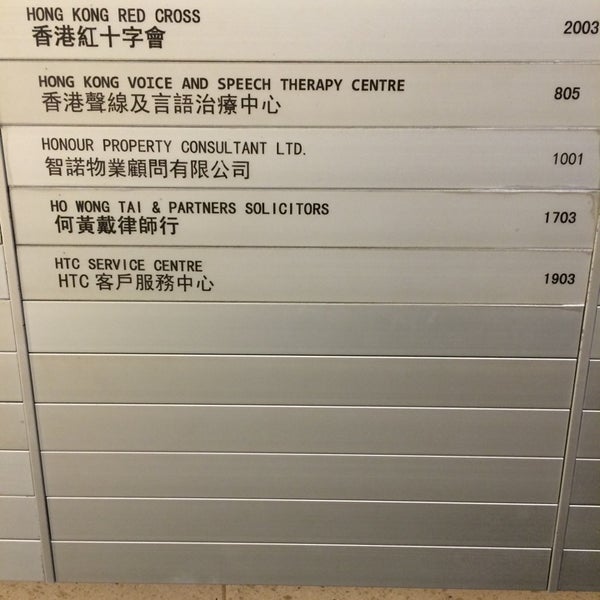 HONG KONG RED CROSS
香港紅十字會 2003
HONG KONG VOICE AND SPEECH THERAPY CENTRE
香港聲線及言語治療中心 805
HONOUR PROPERTY CONSULTANT LTD.
智諾物業顧問有限公司 1001
HO WONG TAI & PARTNERS SOLICITORS
何黃戴律師行 1703
HTC SERVICE CENTRE
HTC 客戶服務中心 1903